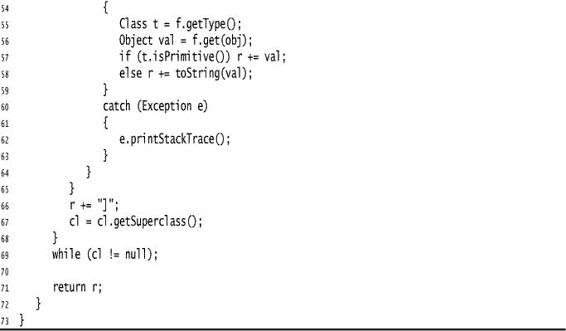 54 {
55 Class t = f.getType();
56 Object val = f.get(obj);
57 if (t.isPrimitive()) r += val;
58 else r += toString(val);
59 }
60 catch (Exception e)
61 {
62 e.printStackTrace();
63 }
64 }
65 }
66 r += "]";
67 cl = cl.getSuperclass();
68 }
69 while (cl != null);
70
71 return r;
72 }
73 }